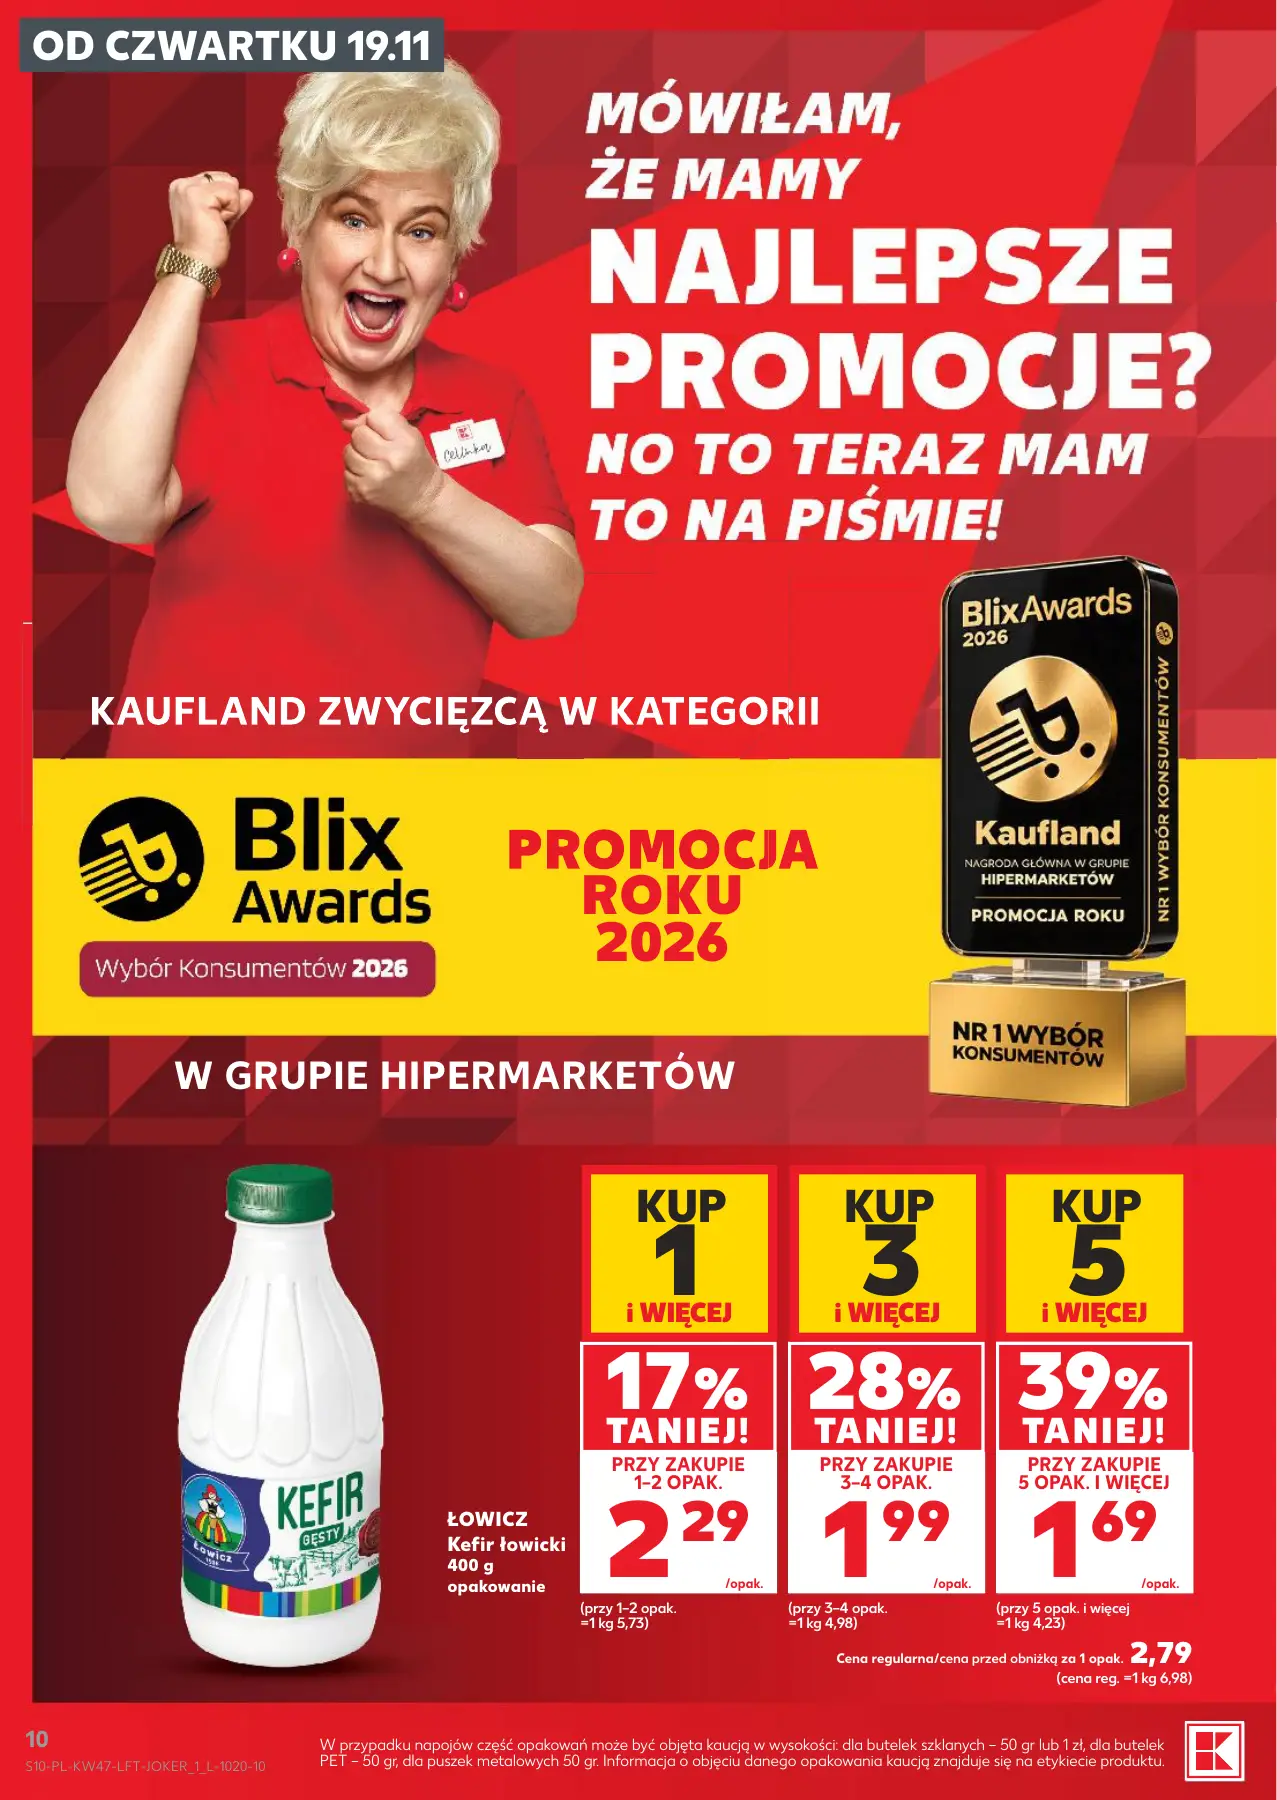 OD CZWARTKU 19.11
MÓWIŁAM,
ŻE MAMY
NAJLEPSZE
PROMOCJE?
NO TO TERAZ MAM
TO NA PIŚMIE!
Celinka
BlixAwards
2026
Kaufland
NAGRODA GŁÓWNA W GRUPIE
HIPERMARKETÓW
PROMOCJA ROKU
NR 1 WYBÓR KONSUMENTÓW
NR 1 WYBÓR
KONSUMENTÓW
KAUFLAND ZWYCIĘZCĄ W KATEGORII
Blix
Awards
Wybór Konsumentów 2026
PROMOCJA
ROKU
2026
W GRUPIE HIPERMARKETÓW
KEFIR
GĘSTY
Łowicz
ŁOWICZ
Kefir łowicki
400 g
opakowanie
KUP
1
i WIĘCEJ
17%
TANIEJ!
PRZY ZAKUPIE
1–2 OPAK.
2 29
/opak.
(przy 1–2 opak.
=1 kg 5,73)
KUP
3
i WIĘCEJ
28%
TANIEJ!
PRZY ZAKUPIE
3–4 OPAK.
1 99
/opak.
(przy 3–4 opak.
=1 kg 4,98)
KUP
5
i WIĘCEJ
39%
TANIEJ!
PRZY ZAKUPIE
5 OPAK. I WIĘCEJ
1 69
/opak.
(przy 5 opak. i więcej
=1 kg 4,23)
Cena regularna/cena przed obniżką za 1 opak. 2,79
(cena reg. =1 kg 6,98)
10
S10-PL-KW47-LFT-JOKER_1_L-1020-10
W przypadku napojów część opakowań może być objęta kaucją w wysokości: dla butelek szklanych – 50 gr lub 1 zł, dla butelek
PET – 50 gr, dla puszek metalowych 50 gr. Informacja o objęciu danego opakowania kaucją znajduje się na etykiecie produktu.